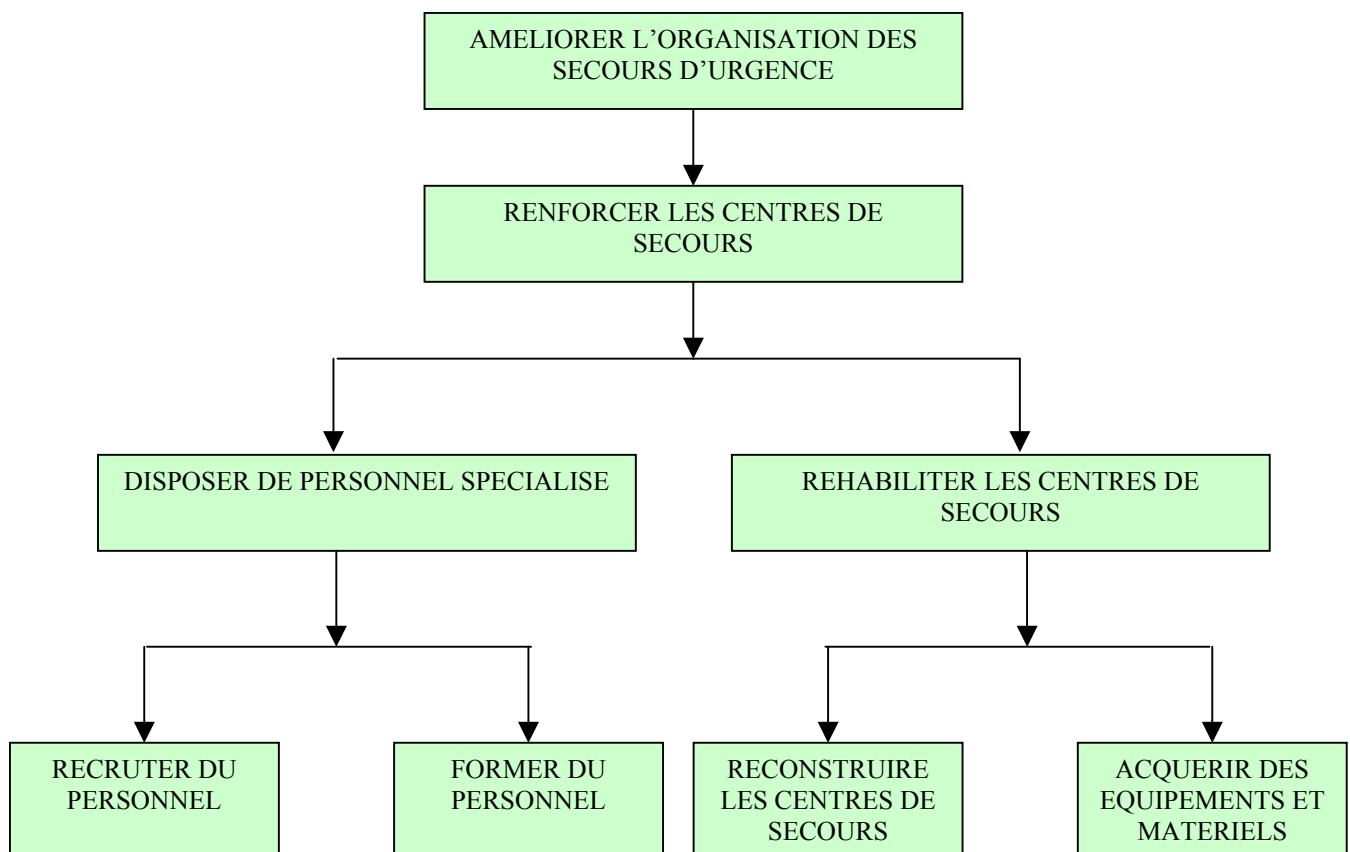 AMELIORER L’ORGANISATION DES
SECOURS D’URGENCE
RENFORCER LES CENTRES DE
SECOURS
DISPOSER DE PERSONNEL SPECIALISE
REHABILITER LES CENTRES DE
SECOURS
RECRUTER DU
PERSONNEL
FORMER DU
PERSONNEL
RECONSTRUIRE
LES CENTRES DE
SECOURS
ACQUERIR DES
EQUIPEMENTS ET
MATERIELS